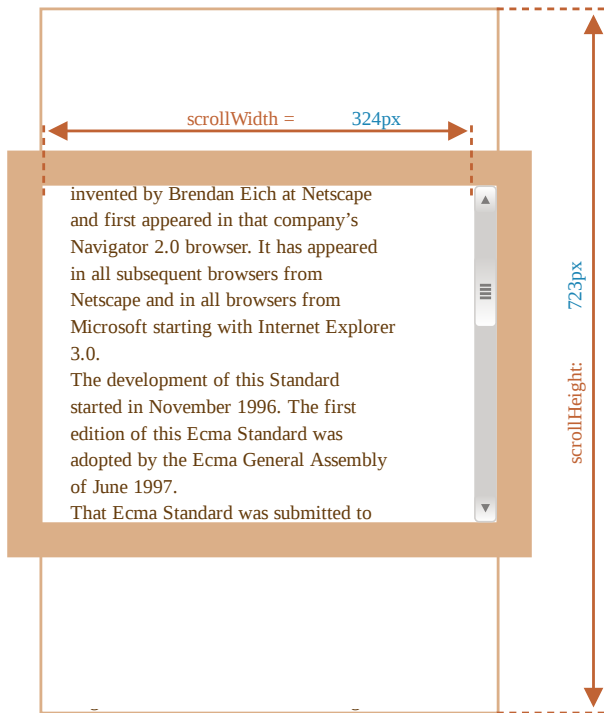 scrollWidth = 324px
invented by Brendan Eich at Netscape
and first appeared in that company’s
Navigator 2.0 browser. It has appeared
in all subsequent browsers from
Netscape and in all browsers from
Microsoft starting with Internet Explorer
3.0.
The development of this Standard
started in November 1996. The first
edition of this Ecma Standard was
adopted by the Ecma General Assembly
of June 1997.
That Ecma Standard was submitted to
scrollHeight: 723px